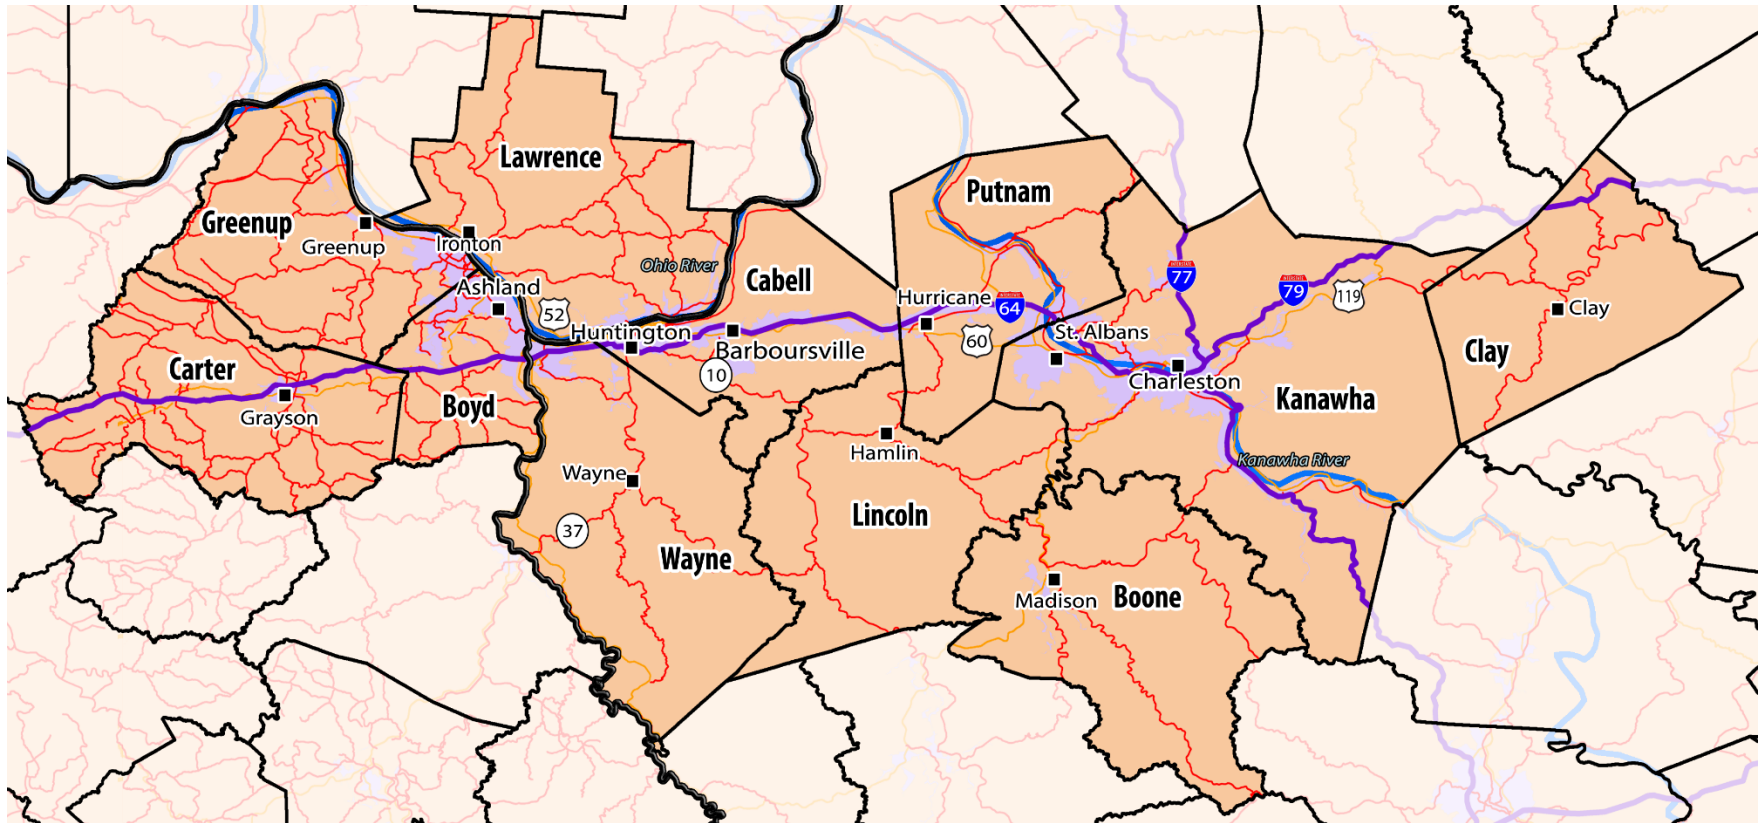 Lawrence
Putnam
Greenup
Greenup
Ironton
Ohio River
Cabell
77
79
119
Ashland
52
Hurricane
64
Clay
Huntington
60
St. Albans
Barboursville
Clay
Carter
10
Charleston
Grayson
Boyd
Kanawha
Hamlin
Kanawha River
Wayne
Lincoln
37
Wayne
Madison
Boone